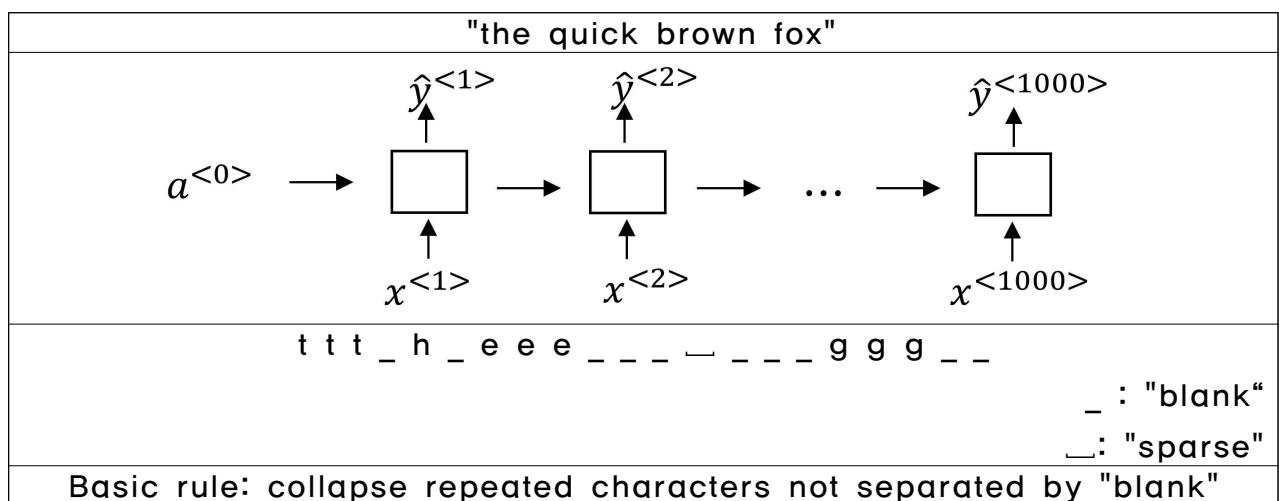 "the quick brown fox"
ŷ<1> ŷ<2> ŷ<1000>
a<0> ...
x<1> x<2> x<1000>
t t t _ h _ e e e _ _ _ ⎵ _ _ _ g g g _ _
_ : "blank“
⎵: "sparse"
Basic rule: collapse repeated characters not separated by "blank"